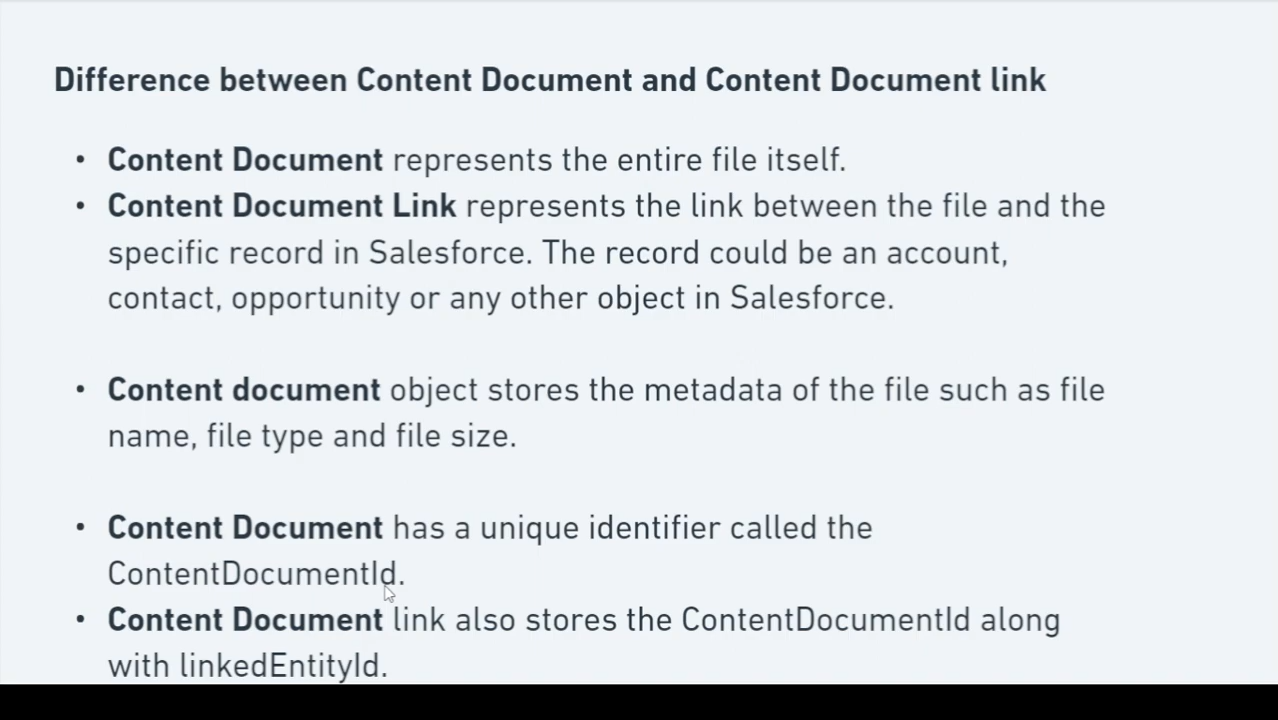 Difference between Content Document and Content Document link
• Content Document represents the entire file itself.
• Content Document Link represents the link between the file and the
specific record in Salesforce. The record could be an account,
contact, opportunity or any other object in Salesforce.
• Content document object stores the metadata of the file such as file
name, file type and file size.
• Content Document has a unique identifier called the
ContentDocumentId.
• Content Document link also stores the ContentDocumentId along
with linkedEntityId.